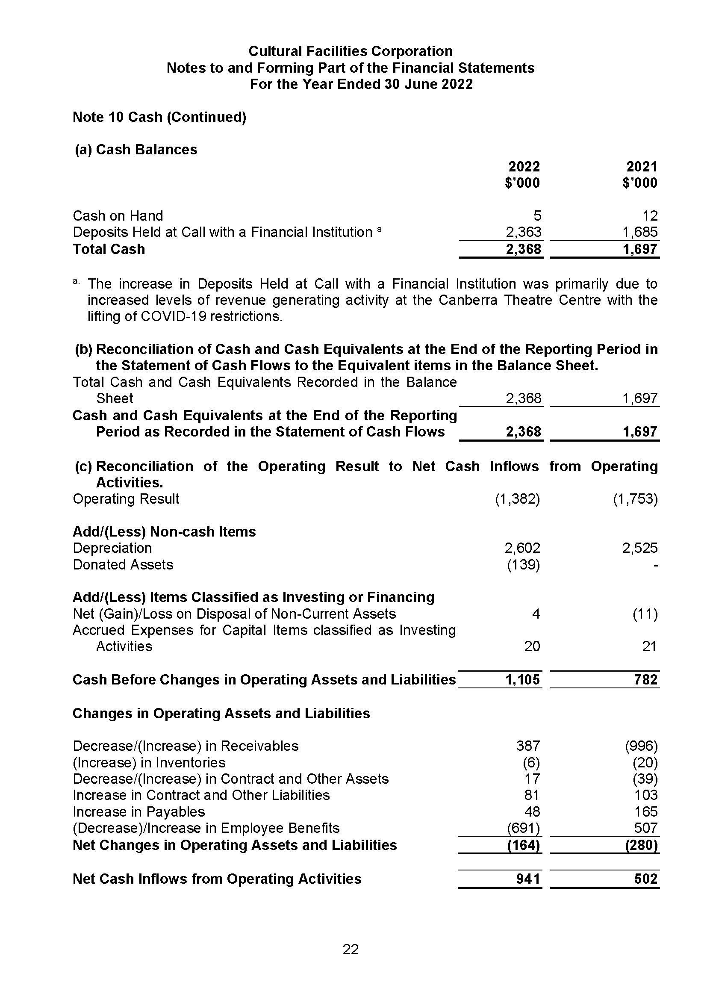 Cultural Facilities Corporation
Notes to and Forming Part of the Financial Statements
For the Year Ended 30 June 2022
Note 10 Cash (Continued)
(a) Cash Balances
2022 2021
$’000 $’000
Cash on Hand 5 12
Deposits Held at Call with a Financial Institution a 2,363 1,685
Total Cash 2,368 1,697
a. The increase in Deposits Held at Call with a Financial Institution was primarily due to
increased levels of revenue generating activity at the Canberra Theatre Centre with the
lifting of COVID-19 restrictions.
(b) Reconciliation of Cash and Cash Equivalents at the End of the Reporting Period in
the Statement of Cash Flows to the Equivalent items in the Balance Sheet.
Total Cash and Cash Equivalents Recorded in the Balance
Sheet 2,368 1,697
Cash and Cash Equivalents at the End of the Reporting
Period as Recorded in the Statement of Cash Flows 2,368 1,697
(c) Reconciliation of the Operating Result to Net Cash Inflows from Operating
Activities.
Operating Result (1,382) (1,753)
Add/(Less) Non-cash Items
Depreciation 2,602 2,525
Donated Assets (139) -
Add/(Less) Items Classified as Investing or Financing
Net (Gain)/Loss on Disposal of Non-Current Assets 4 (11)
Accrued Expenses for Capital Items classified as Investing
Activities 20 21
Cash Before Changes in Operating Assets and Liabilities 1,105 782
Changes in Operating Assets and Liabilities
Decrease/(Increase) in Receivables 387 (996)
(Increase) in Inventories (6) (20)
Decrease/(Increase) in Contract and Other Assets 17 (39)
Increase in Contract and Other Liabilities 81 103
Increase in Payables 48 165
(Decrease)/Increase in Employee Benefits (691) 507
Net Changes in Operating Assets and Liabilities (164) (280)
Net Cash Inflows from Operating Activities 941 502
22